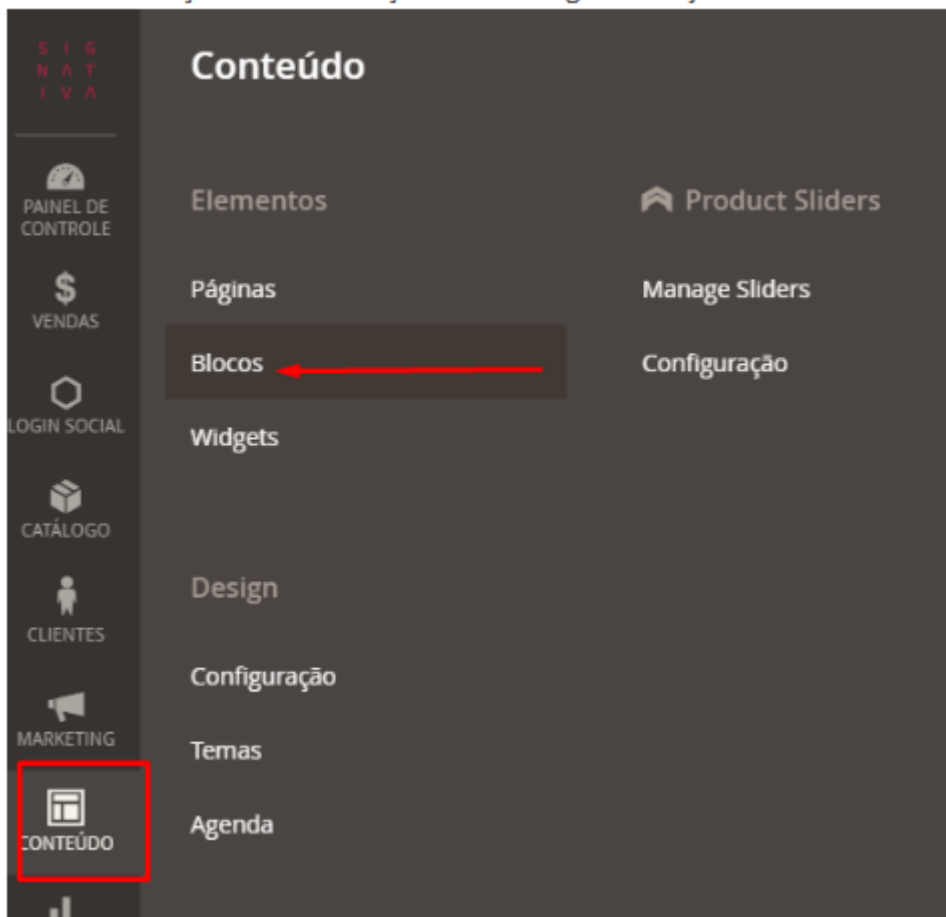 S I G
N A T
I V A
PAINEL DE
CONTROLE
VENDAS
LOGIN SOCIAL
CATÁLOGO
CLIENTES
MARKETING
CONTEÚDO
Conteúdo
Elementos
Páginas
Blocos
Widgets
Design
Configuração
Temas
Agenda
Product Sliders
Manage Sliders
Configuração